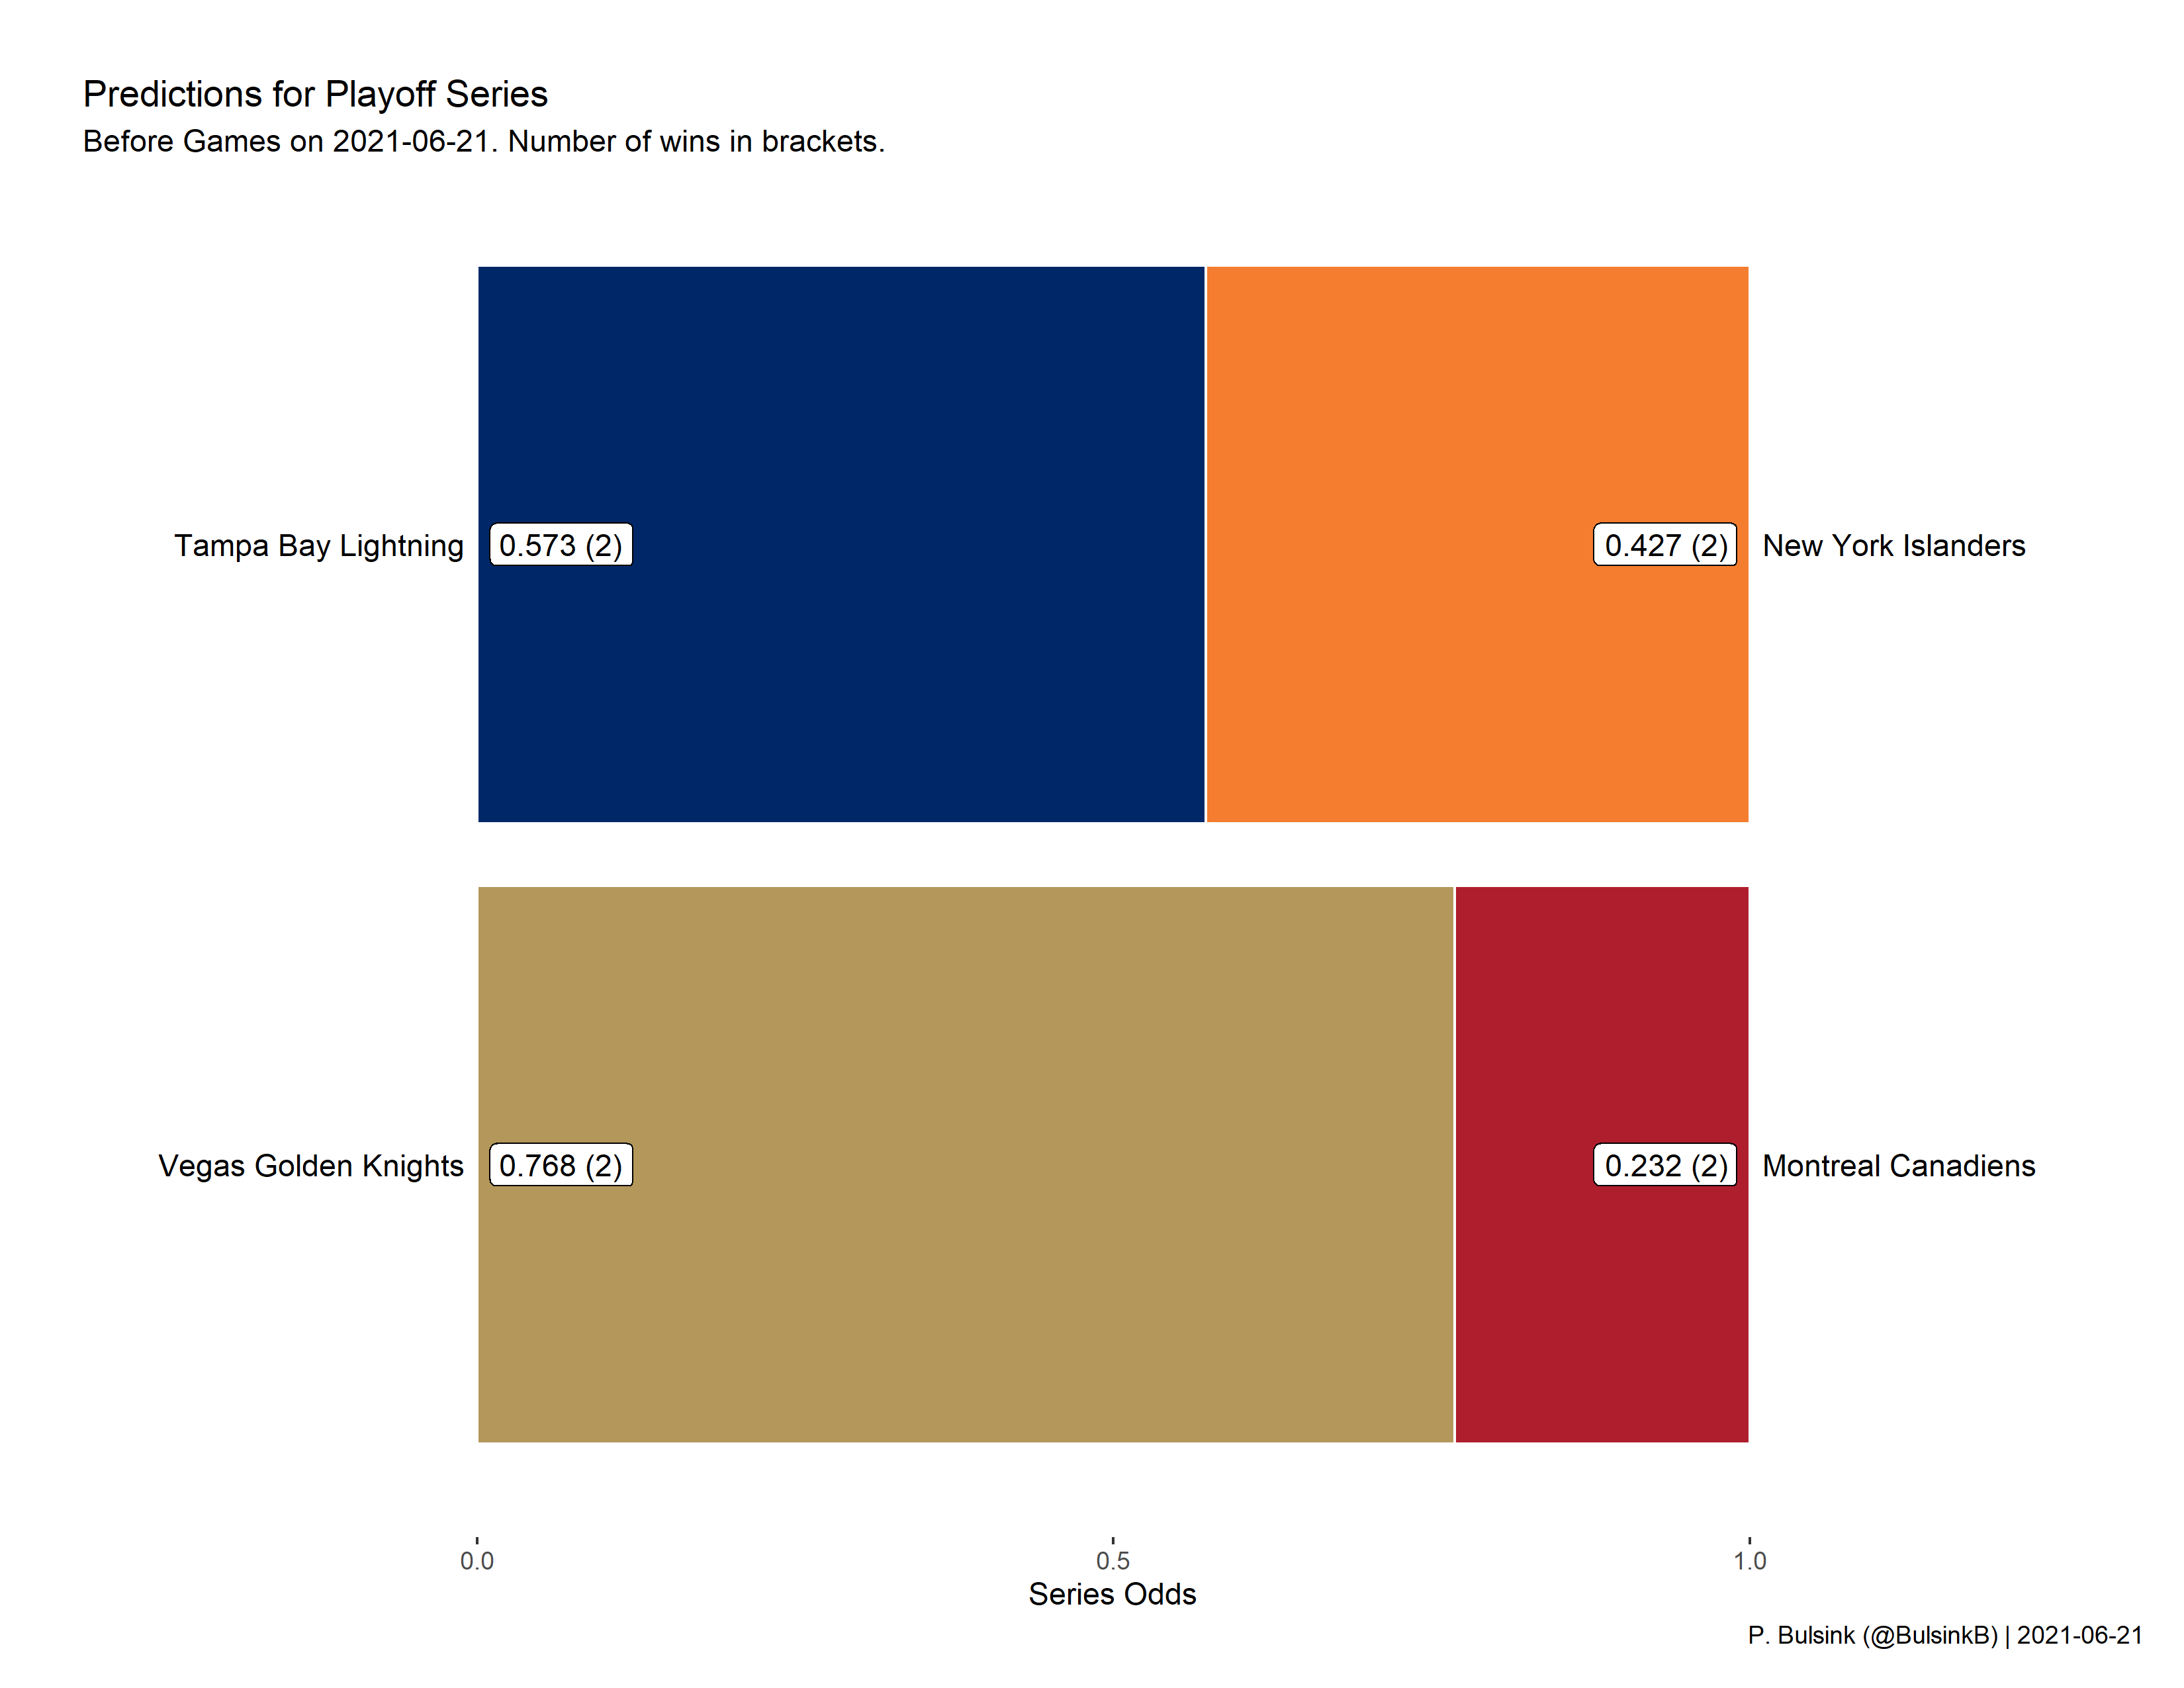 Predictions for Playoff Series
Before Games on 2021-06-21. Number of wins in brackets.
Tampa Bay Lightning 0.573 (2) 0.427 (2) New York Islanders
Vegas Golden Knights 0.768 (2) 0.232 (2) Montreal Canadiens
0.0 0.5 1.0
Series Odds
P. Bulsink (@BulsinkB) | 2021-06-21